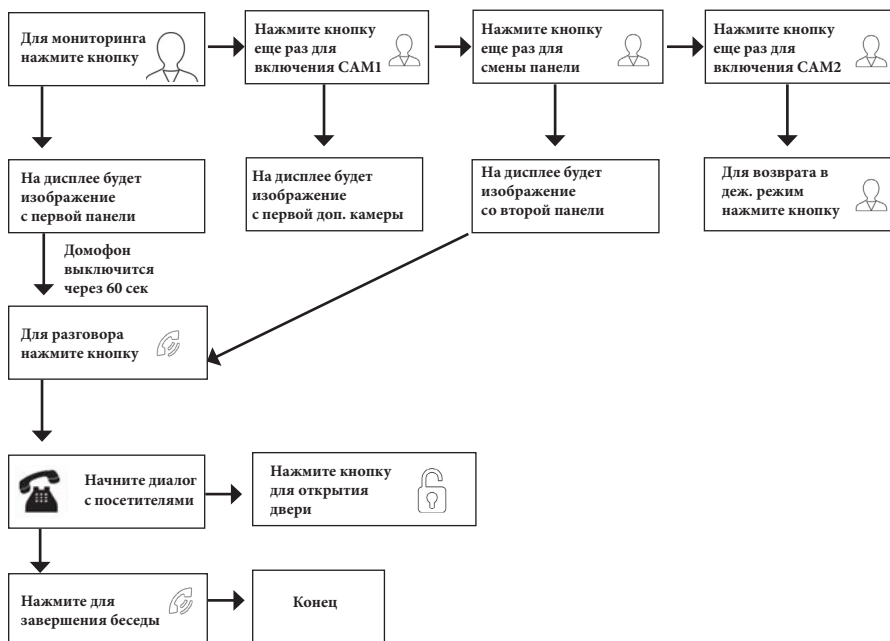 Для мониторинга
нажмите кнопку
Нажмите кнопку
еще раз для
включения CAM1
Нажмите кнопку
еще раз для
смены панели
Нажмите кнопку
еще раз для
включения CAM2
На дисплее будет
изображение
с первой панели
На дисплее будет
изображение
с первой доп. камеры
На дисплее будет
изображение
со второй панели
Для возврата в
деж. режим
нажмите кнопку
Домофон
выключится
через 60 сек
Для разговора
нажмите кнопку
Начните диалог
с посетителями
Нажмите кнопку
для открытия
двери
Нажмите для
завершения беседы
Конец